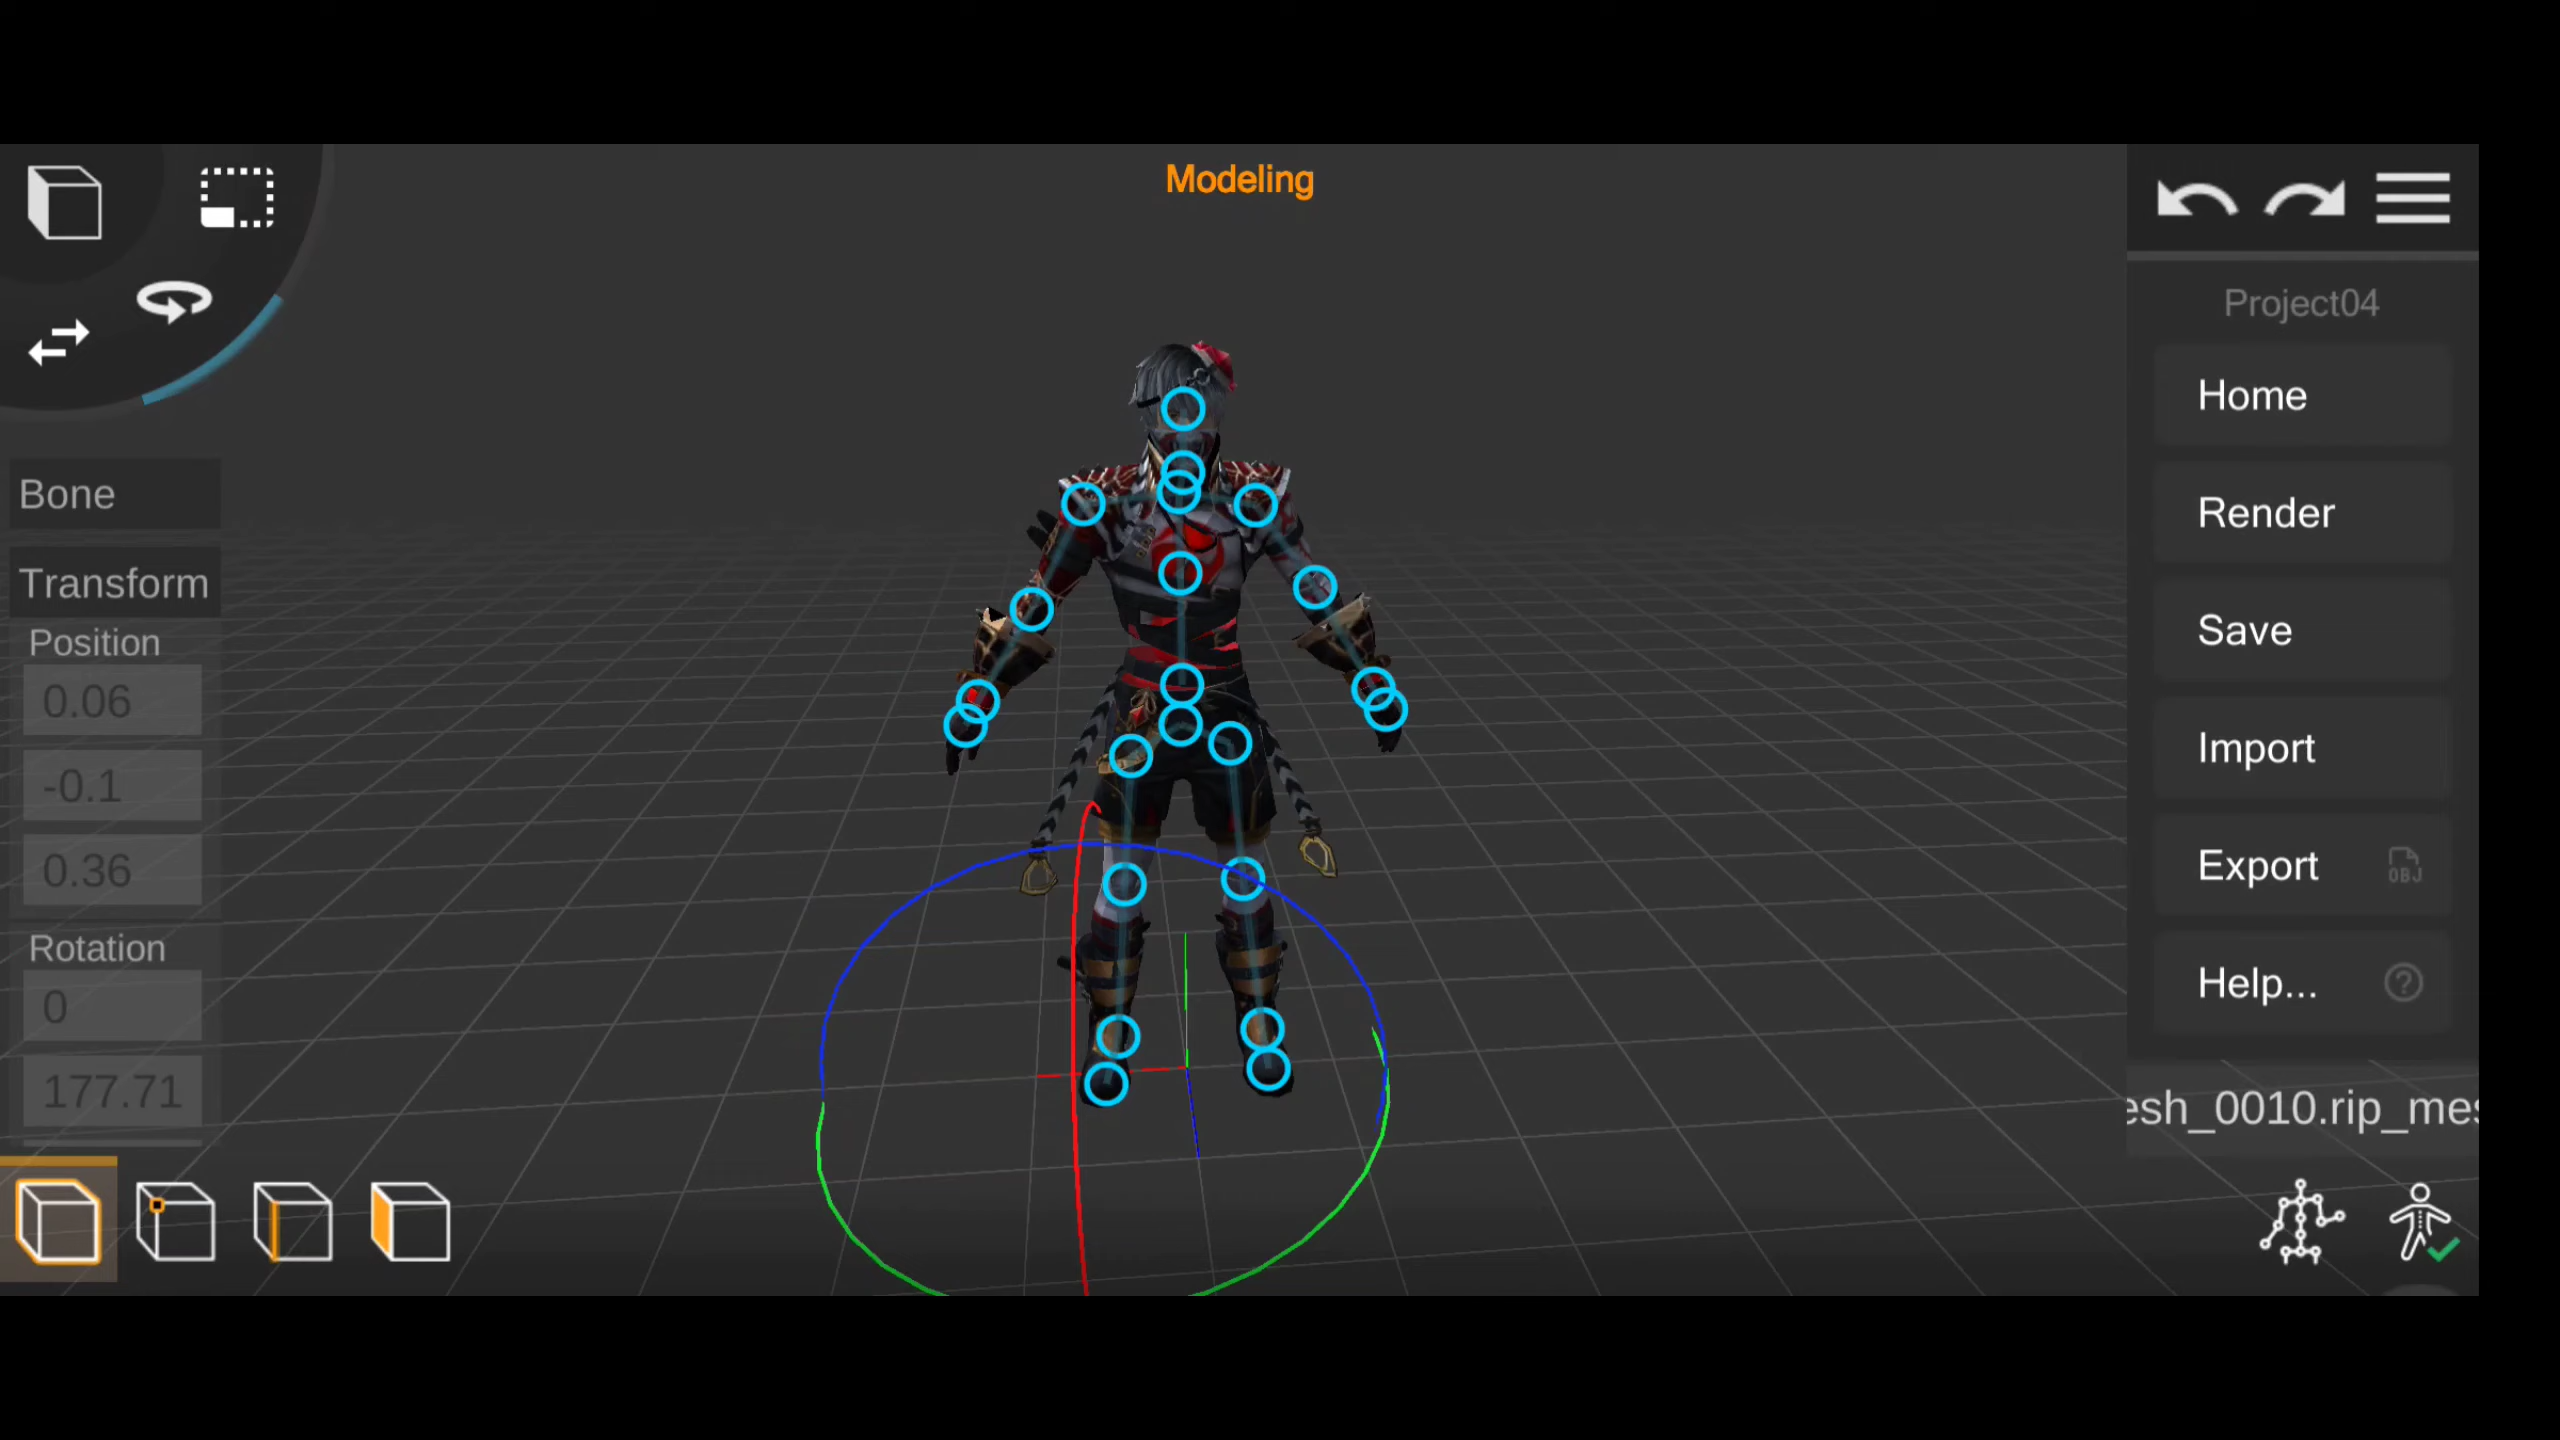 Modeling
Project04
Home
Render
Save
Import
Export
OBJ
Help...
Bone
Transform
Position
0.06
-0.1
0.36
Rotation
0
177.71
esh_0010.rip_mes